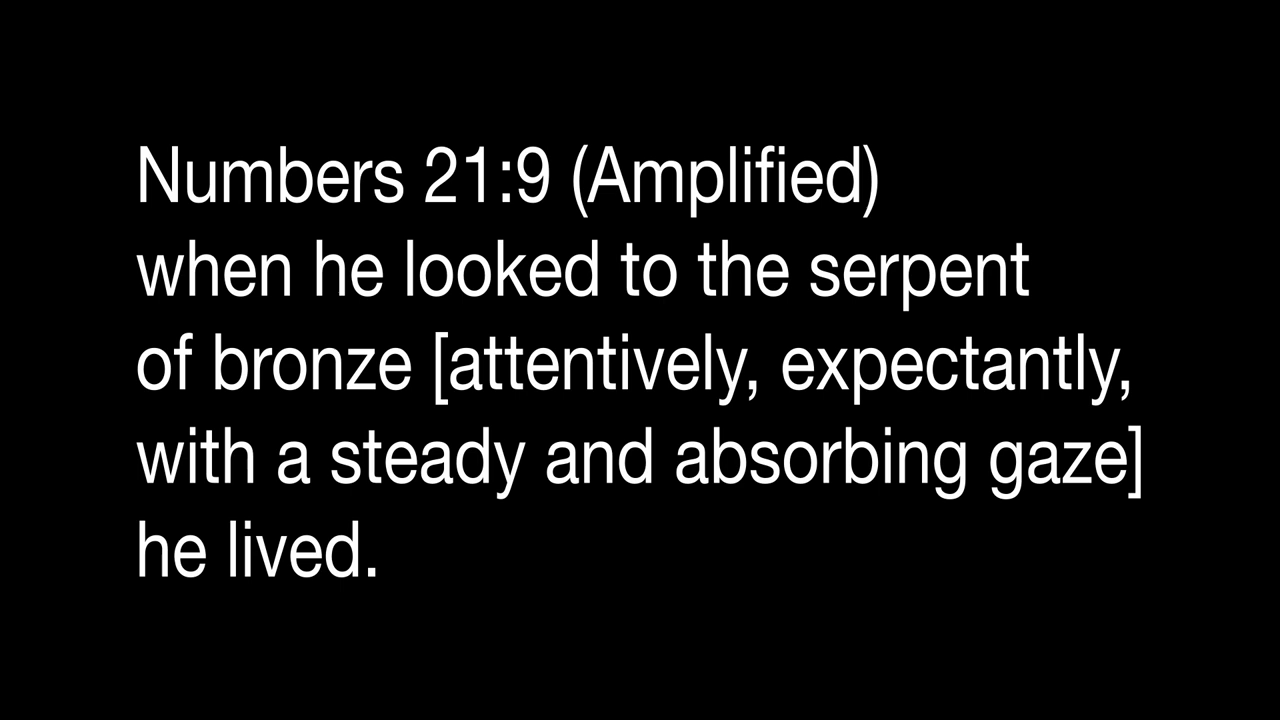 Numbers 21:9 (Amplified)
when he looked to the serpent
of bronze [attentively, expectantly,
with a steady and absorbing gaze]
he lived.